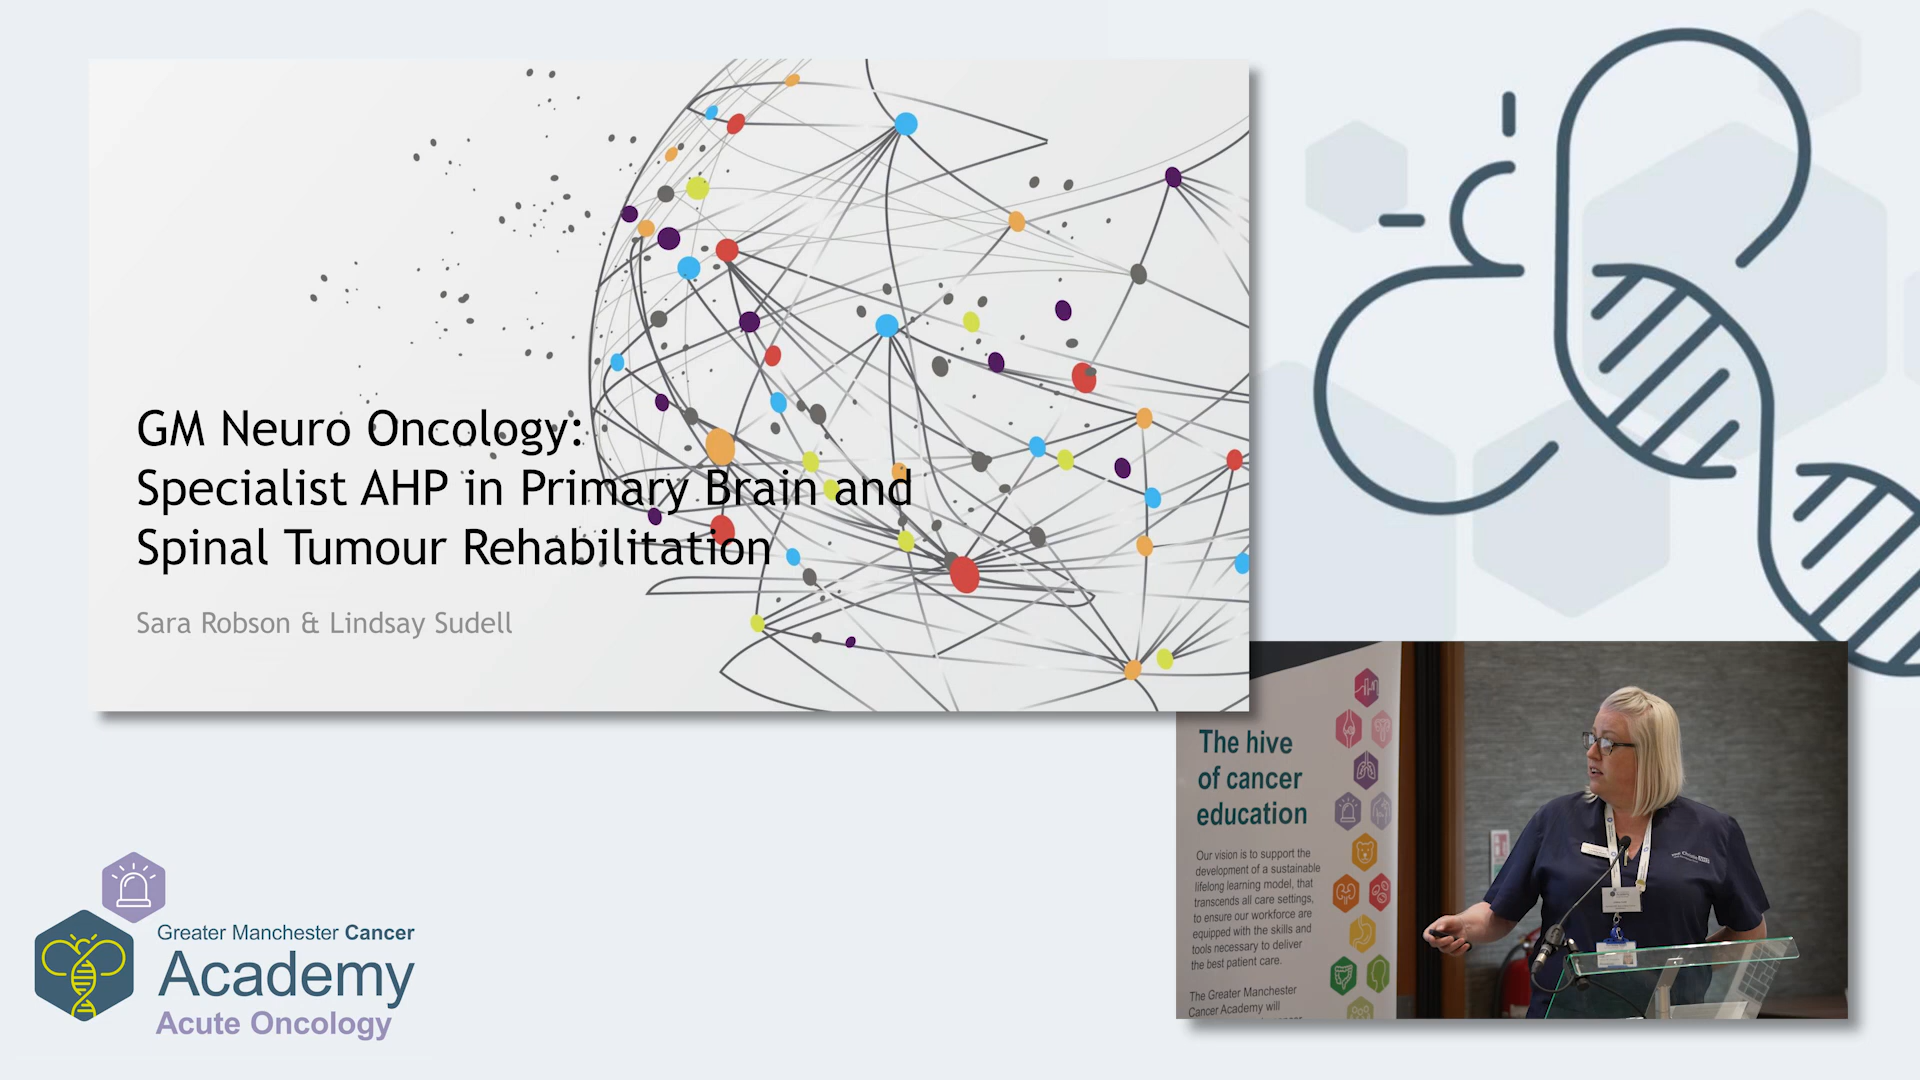 GM Neuro Oncology:
Specialist AHP in Primary Brain and
Spinal Tumour Rehabilitation
Sara Robson & Lindsay Sudell
The hive
of cancer
education
Our vision is to support the
development of a sustainable
lifelong learning model, that
transcends all care settings,
to ensure our workforce are
equipped with the skills and
tools necessary to deliver
the best patient care.
The Greater Manchester
Cancer Academy will
Greater Manchester Cancer
Academy
Acute Oncology